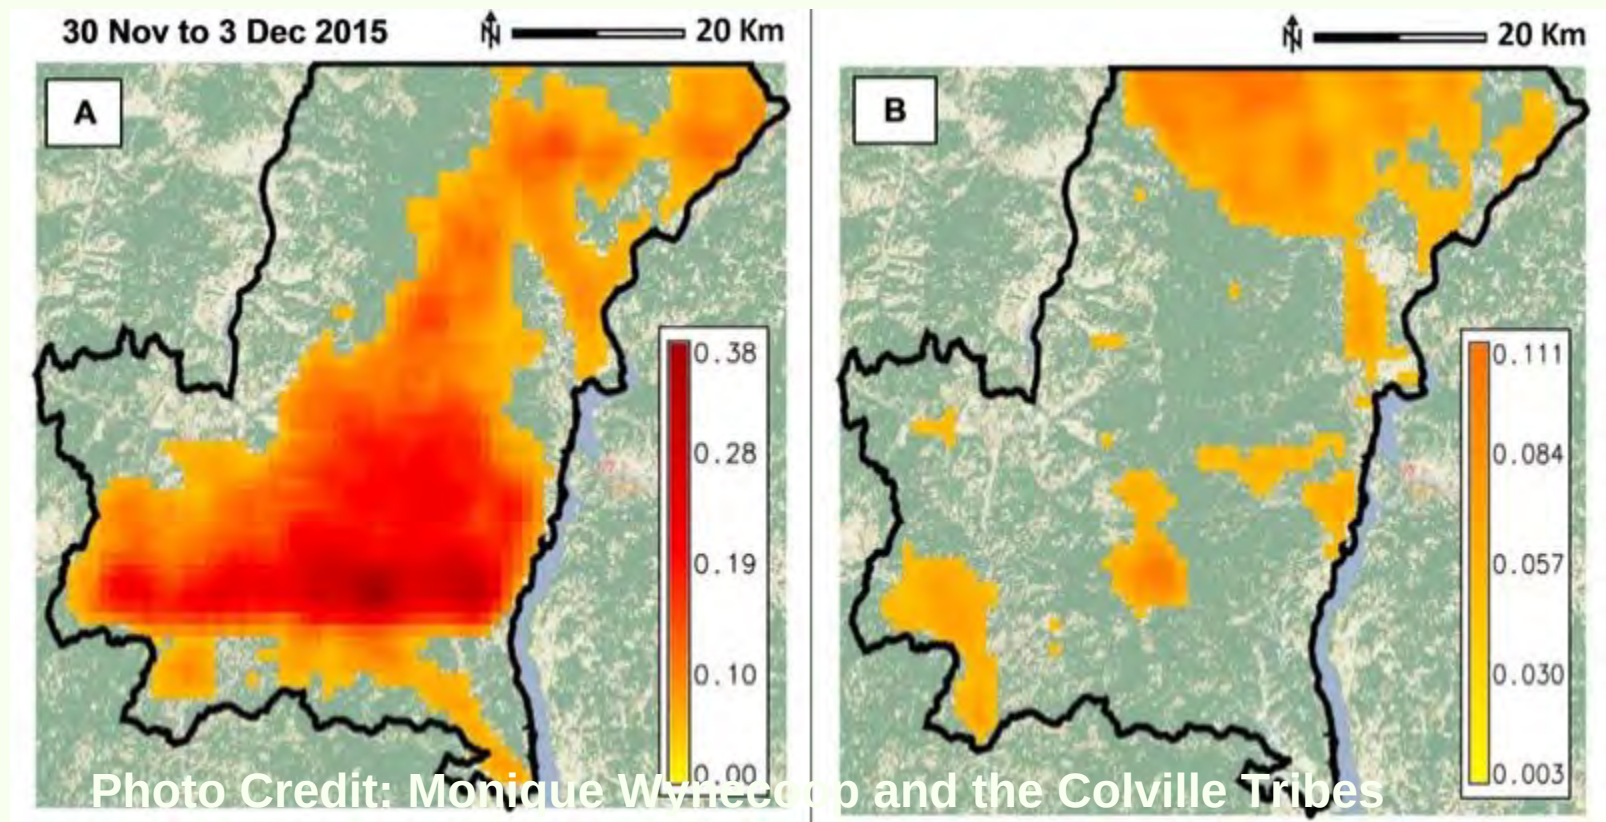 30 Nov to 3 Dec 2015
N
20 Km
A
0.38
0.28
0.19
0.10
0.00
N
20 Km
B
0.111
0.084
0.057
0.030
0.003
Photo Credit: Monique Wynecoop and the Colville Tribes